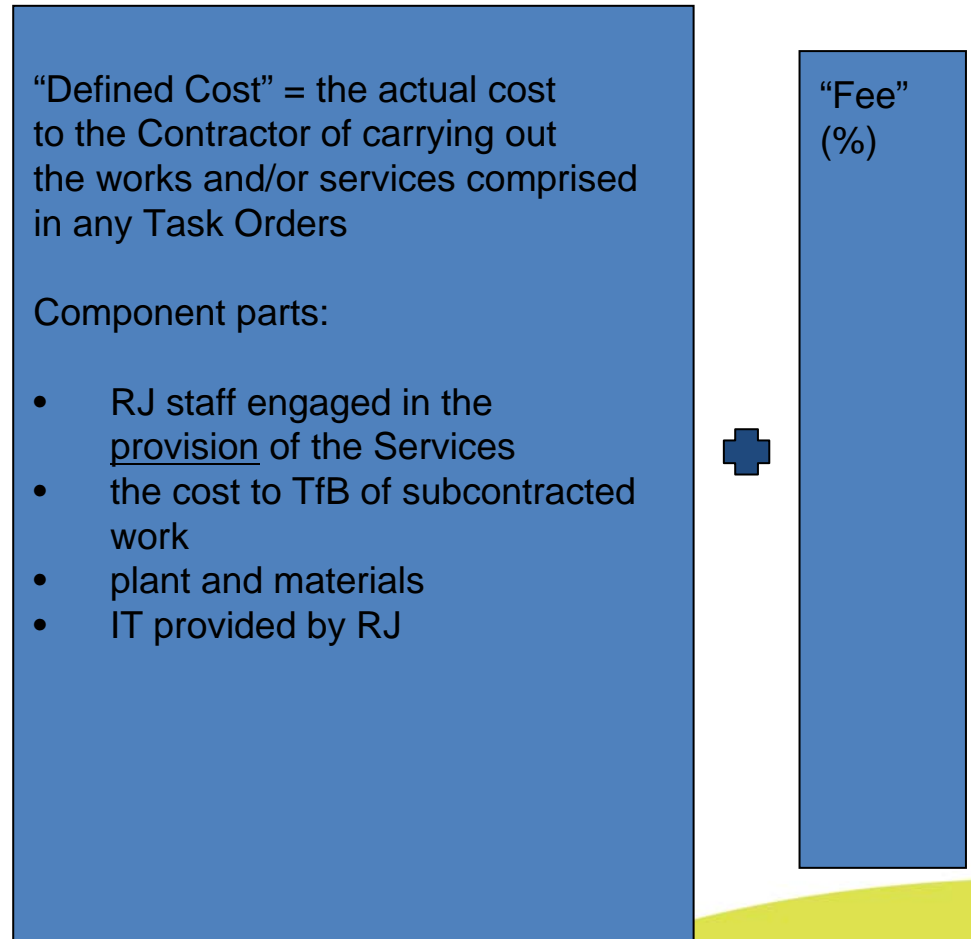 “Defined Cost” = the actual cost
to the Contractor of carrying out
the works and/or services comprised
in any Task Orders
Component parts:
• RJ staff engaged in the
provision of the Services
• the cost to TfB of subcontracted
work
• plant and materials
• IT provided by RJ
“Fee”
(%)